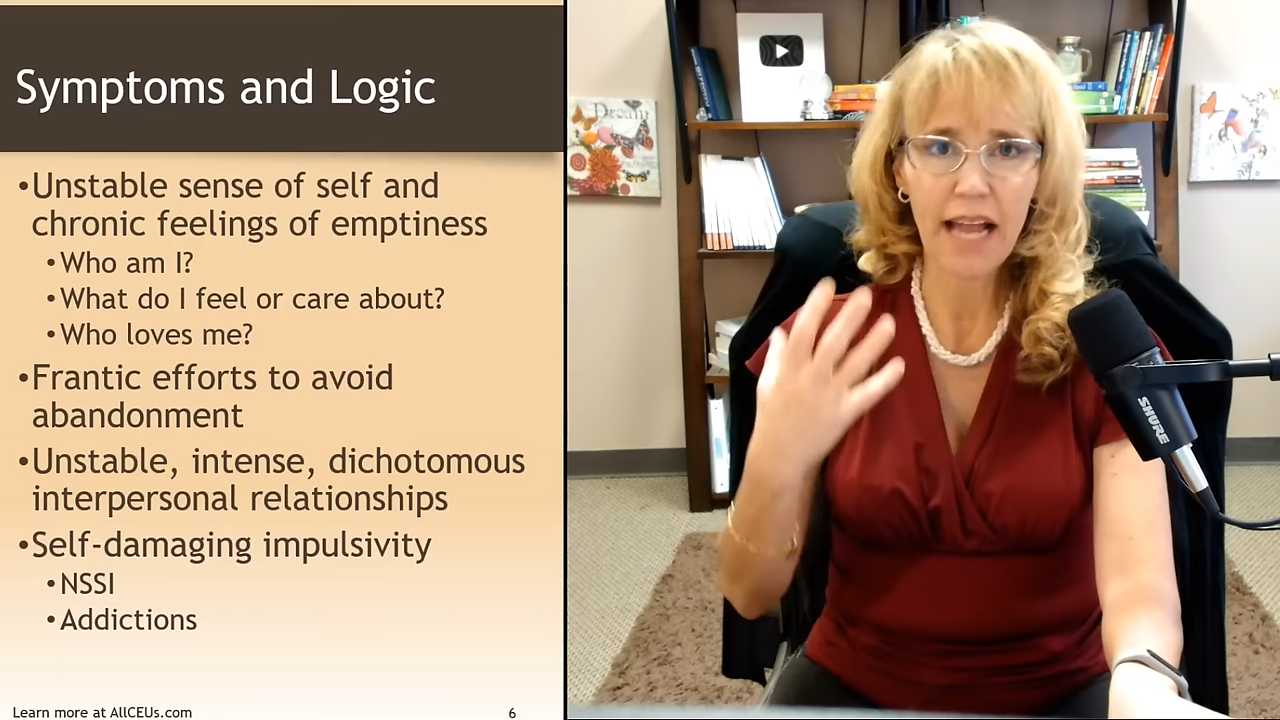 Symptoms and Logic
•Unstable sense of self and
chronic feelings of emptiness
•Who am I?
•What do I feel or care about?
•Who loves me?
•Frantic efforts to avoid
abandonment
•Unstable, intense, dichotomous
interpersonal relationships
•Self-damaging impulsivity
•NSSI
•Addictions
Learn more at AllCEUs.com
6
Dream
SHURE